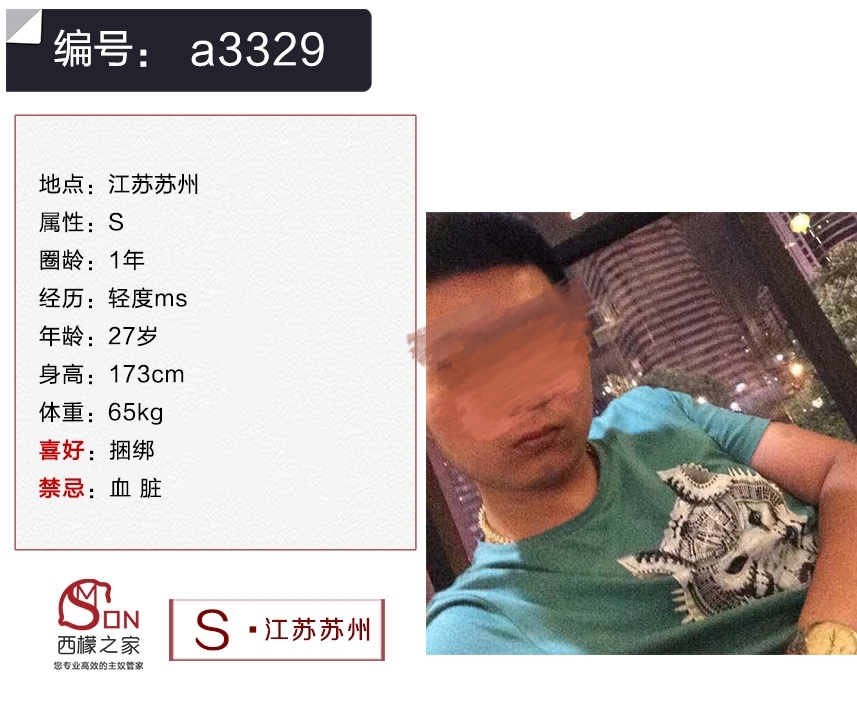 编号： a3329
地点：江苏苏州
属性：S
圈龄：1年
经历：轻度ms
年龄：27岁
身高：173cm
体重：65kg
喜好：捆绑
禁忌：血 脏
SMON
西檬之家
您专业高效的主奴管家
S·江苏苏州